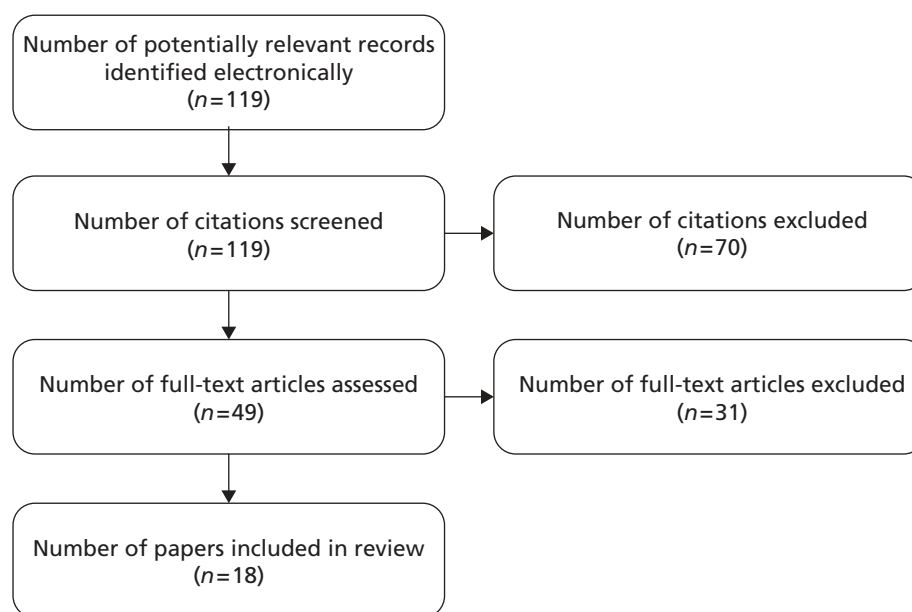 Number of potentially relevant records
identified electronically
(n=119)
Number of citations screened
(n=119)
Number of citations excluded
(n=70)
Number of full-text articles assessed
(n=49)
Number of full-text articles excluded
(n=31)
Number of papers included in review
(n=18)